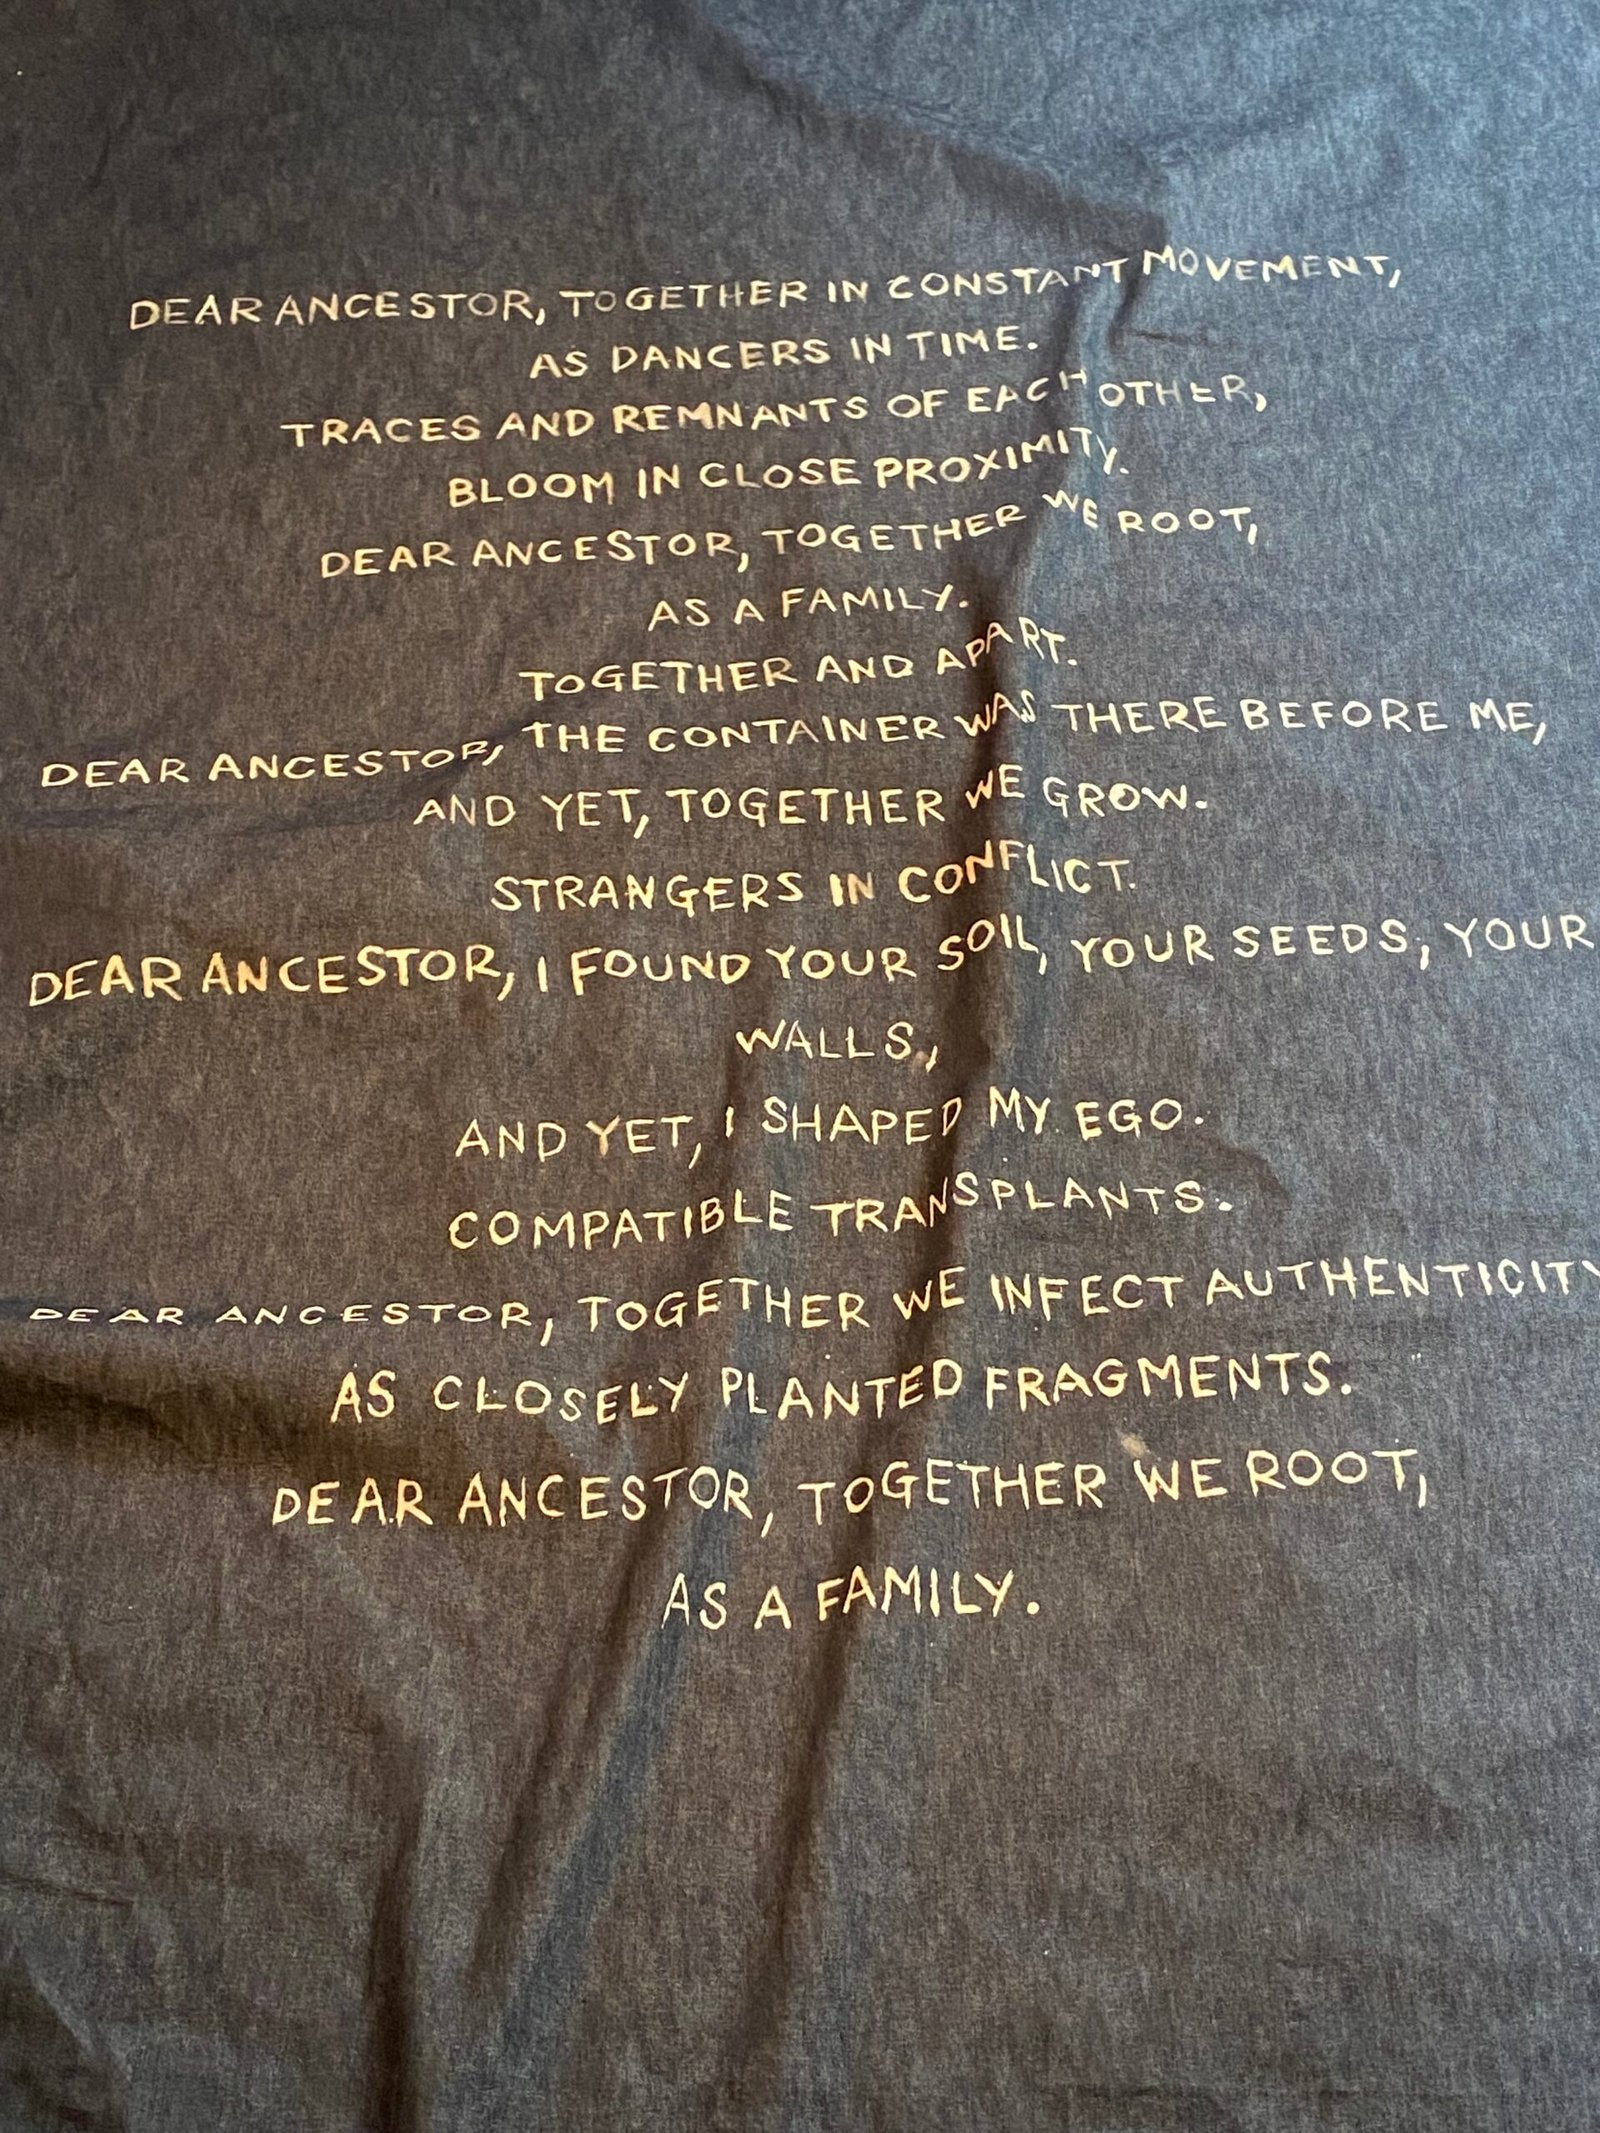 DEAR ANCESTOR, TOGETHER IN CONSTANT MOVEMENT,
AS DANCERS IN TIME.
TRACES AND REMNANTS OF EACH OTHER,
BLOOM IN CLOSE PROXIMITY.
DEAR ANCESTOR, TOGETHER WE ROOT,
AS A FAMILY.
TOGETHER AND APART.
DEAR ANCESTOR, THE CONTAINER WAS THERE BEFORE ME,
AND YET, TOGETHER WE GROW.
STRANGERS IN CONFLICT.
DEAR ANCESTOR, I FOUND YOUR SOIL, YOUR SEEDS, YOUR
WALLS,
AND YET, I SHAPED MY EGO.
COMPATIBLE TRANSPLANTS.
DEAR ANCESTOR, TOGETHER WE INFECT AUTHENTICITY
AS CLOSELY PLANTED FRAGMENTS.
DEAR ANCESTOR, TOGETHER WE ROOT,
AS A FAMILY.